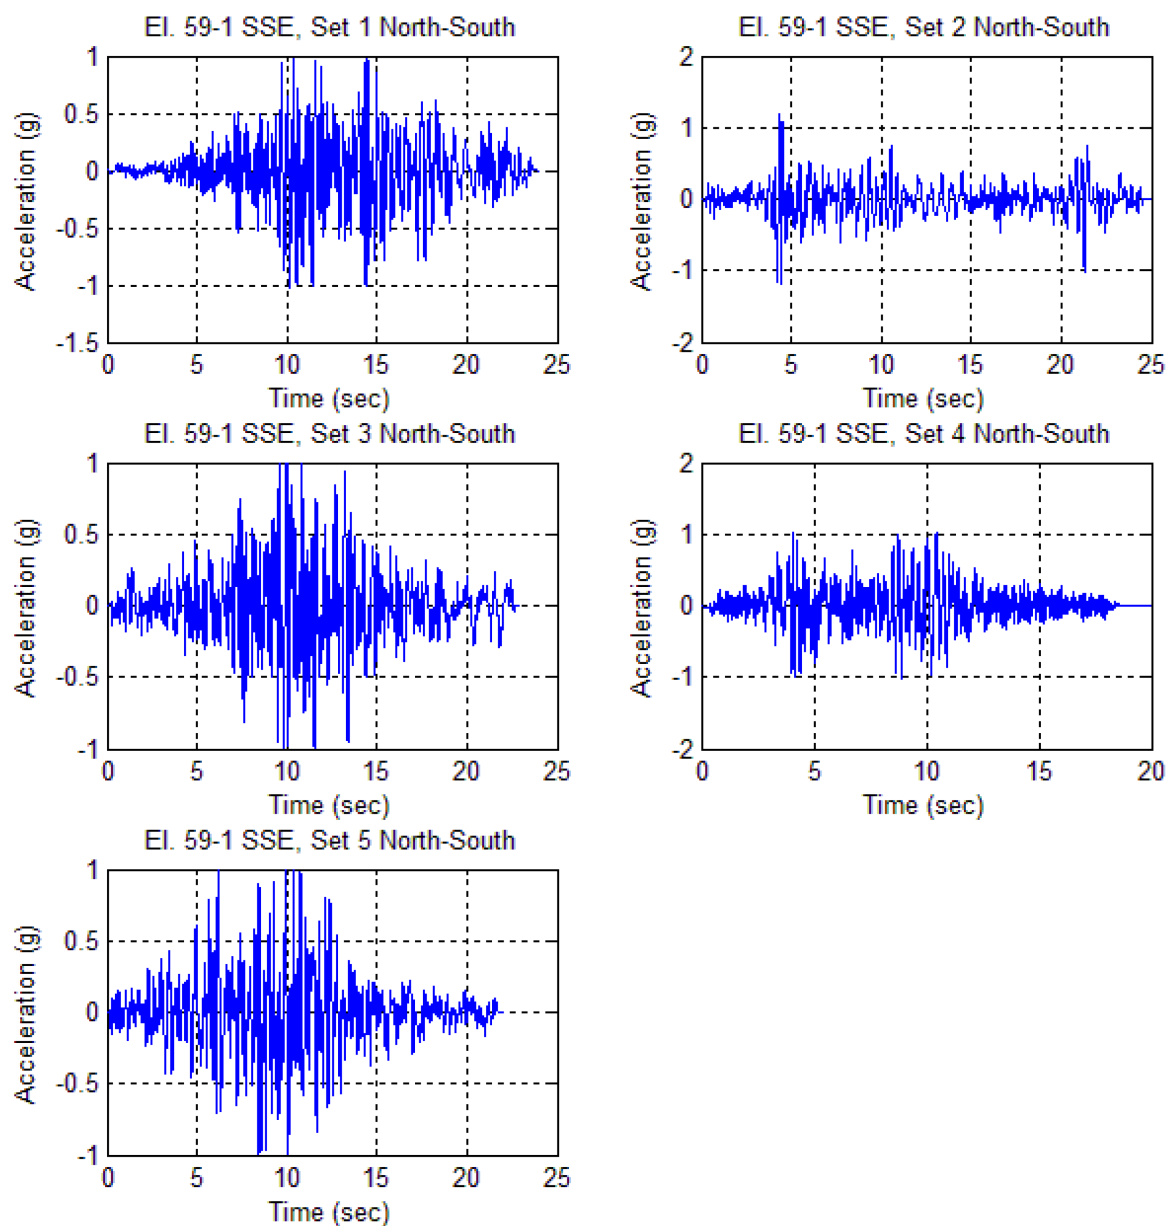 El. 59-1 SSE, Set 1 North-South
El. 59-1 SSE, Set 2 North-South
1
0.5
0
-0.5
-1
-1.5
Acceleration (g)
0 5 10 15 20 25
Time (sec)
2
1
0
-1
-2
Acceleration (g)
0 5 10 15 20 25
Time (sec)
El. 59-1 SSE, Set 3 North-South
El. 59-1 SSE, Set 4 North-South
1
0.5
0
-0.5
-1
Acceleration (g)
0 5 10 15 20 25
Time (sec)
2
1
0
-1
-2
Acceleration (g)
0 5 10 15 20
Time (sec)
El. 59-1 SSE, Set 5 North-South
1
0.5
0
-0.5
-1
Acceleration (g)
0 5 10 15 20 25
Time (sec)